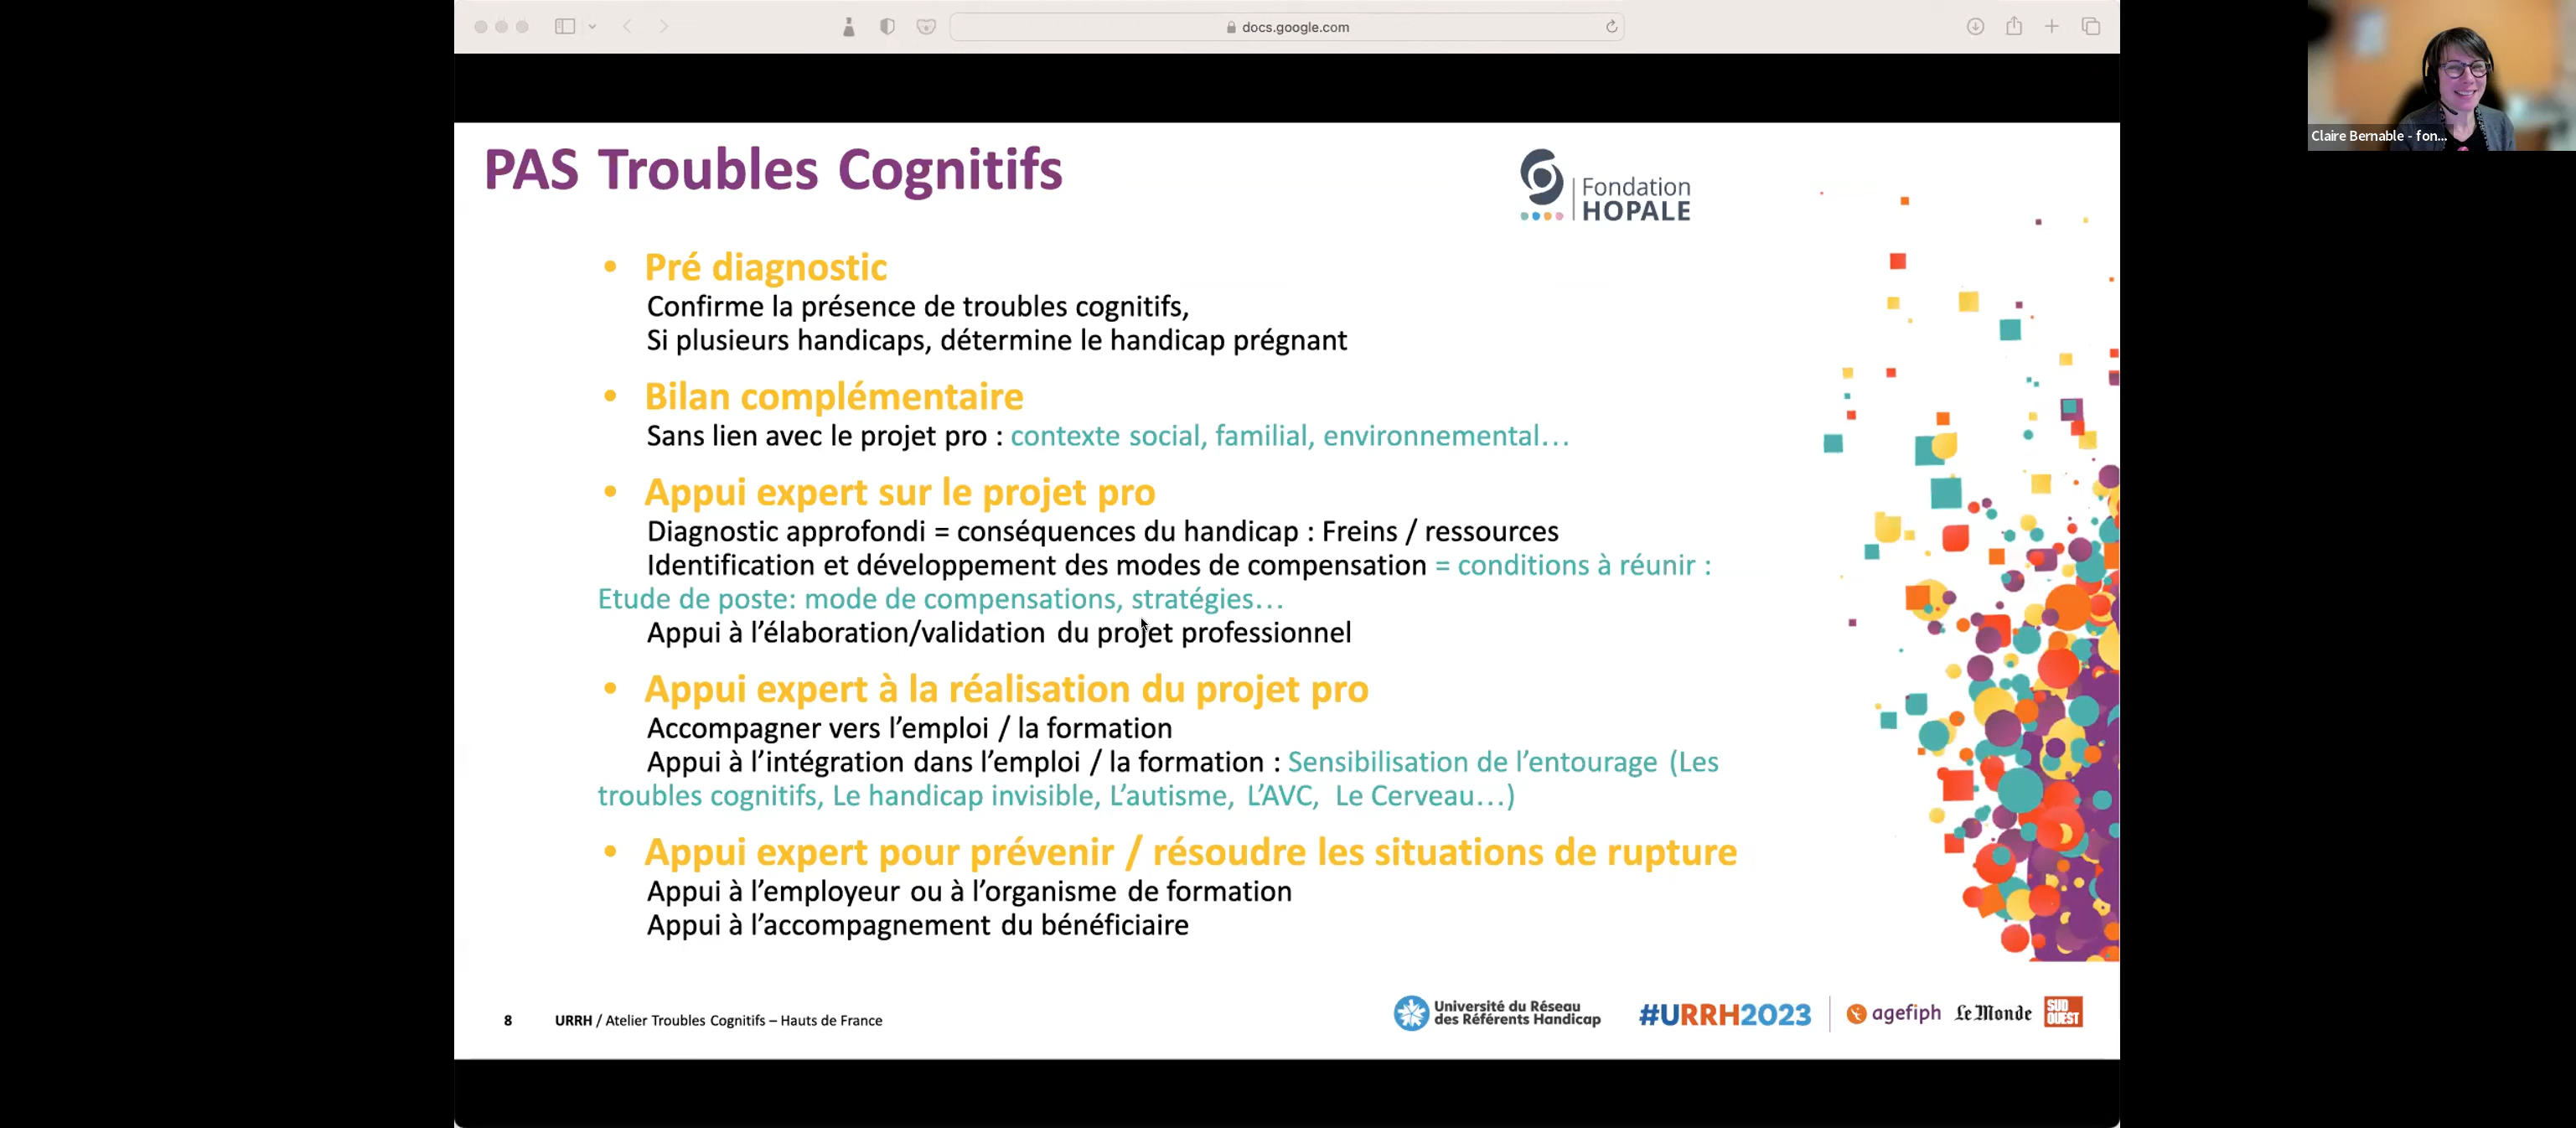 docs.google.com
Claire Bernable - fon...
PAS Troubles Cognitifs
Fondation
HOPALE
• Pré diagnostic
Confirme la présence de troubles cognitifs,
Si plusieurs handicaps, détermine le handicap prégnant
• Bilan complémentaire
Sans lien avec le projet pro : contexte social, familial, environnemental…
• Appui expert sur le projet pro
Diagnostic approfondi = conséquences du handicap : Freins / ressources
Identification et développement des modes de compensation = conditions à réunir :
Etude de poste: mode de compensations, stratégies…
Appui à l’élaboration/validation du projet professionnel
• Appui expert à la réalisation du projet pro
Accompagner vers l’emploi / la formation
Appui à l’intégration dans l’emploi / la formation : Sensibilisation de l’entourage (Les
troubles cognitifs, Le handicap invisible, L’autisme, L’AVC, Le Cerveau…)
• Appui expert pour prévenir / résoudre les situations de rupture
Appui à l’employeur ou à l’organisme de formation
Appui à l’accompagnement du bénéficiaire
8
URRH / Atelier Troubles Cognitifs – Hauts de France
Université du Réseau
des Référents Handicap
#URRH2023
agefiph
Le Monde
SUD
OUEST